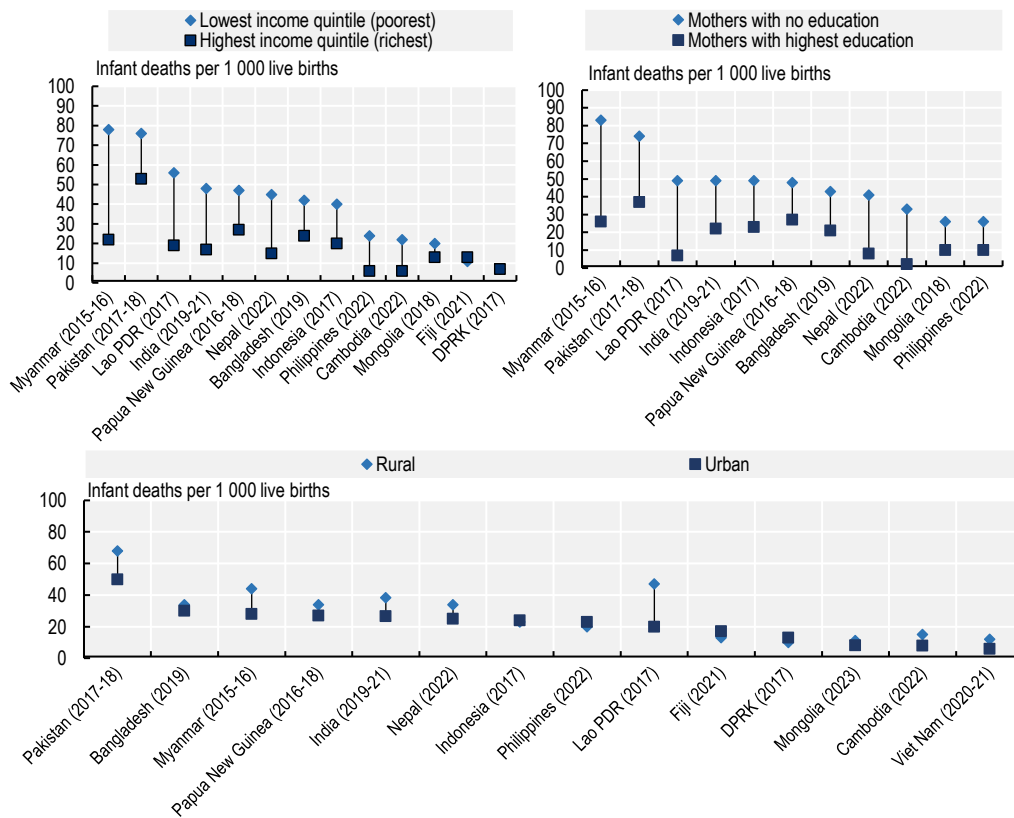 Lowest income quintile (poorest)
Highest income quintile (richest)
Infant deaths per 1 000 live births
100
90
80
70
60
50
40
30
20
10
0
Myanmar (2015-16)
Pakistan (2017-18)
Lao PDR (2017)
India (2019-21)
Papua New Guinea (2016-18)
Nepal (2022)
Bangladesh (2019)
Indonesia (2017)
Philippines (2022)
Cambodia (2022)
Mongolia (2018)
Fiji (2021)
DPRK (2017)
Mothers with no education
Mothers with highest education
Infant deaths per 1 000 live births
100
90
80
70
60
50
40
30
20
10
0
Myanmar (2015-16)
Pakistan (2017-18)
Lao PDR (2017)
India (2019-21)
Indonesia (2017)
Papua New Guinea (2016-18)
Bangladesh (2019)
Nepal (2022)
Cambodia (2022)
Mongolia (2018)
Philippines (2022)
Rural
Urban
Infant deaths per 1 000 live births
100
80
60
40
20
0
Pakistan (2017-18)
Bangladesh (2019)
Myanmar (2015-16)
Papua New Guinea (2016-18)
India (2019-21)
Nepal (2022)
Indonesia (2017)
Philippines (2022)
Lao PDR (2017)
Fiji (2021)
DPRK (2017)
Mongolia (2023)
Cambodia (2022)
Viet Nam (2020-21)